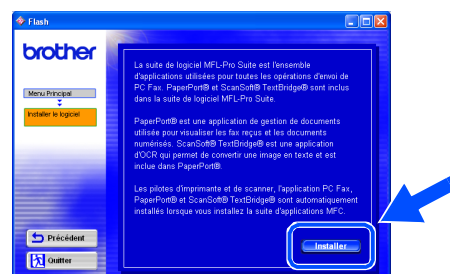 Flash
brother
Menu Principal
Installer le logiciel
La suite de logiciel MFL-Pro Suite est l'ensemble
d'applications utilisées pour toutes les opérations d'envoi de
PC Fax. PaperPort® et ScanSoft® TextBridge® sont inclus
dans la suite de logiciel MFL-Pro Suite.
PaperPort® est une application de gestion de documents
utilisée pour visualiser les fax reçus et les documents
numérisés. ScanSoft® TextBridge® est une application
d'OCR qui permet de convertir une image en texte et est
incluse dans PaperPort®.
Les pilotes d'imprimante et de scanner, l'application PC Fax,
PaperPort® et ScanSoft® TextBridge® sont automatiquement
installés lorsque vous installez la suite d'applications MFC.
Précédent
Quitter
Installer